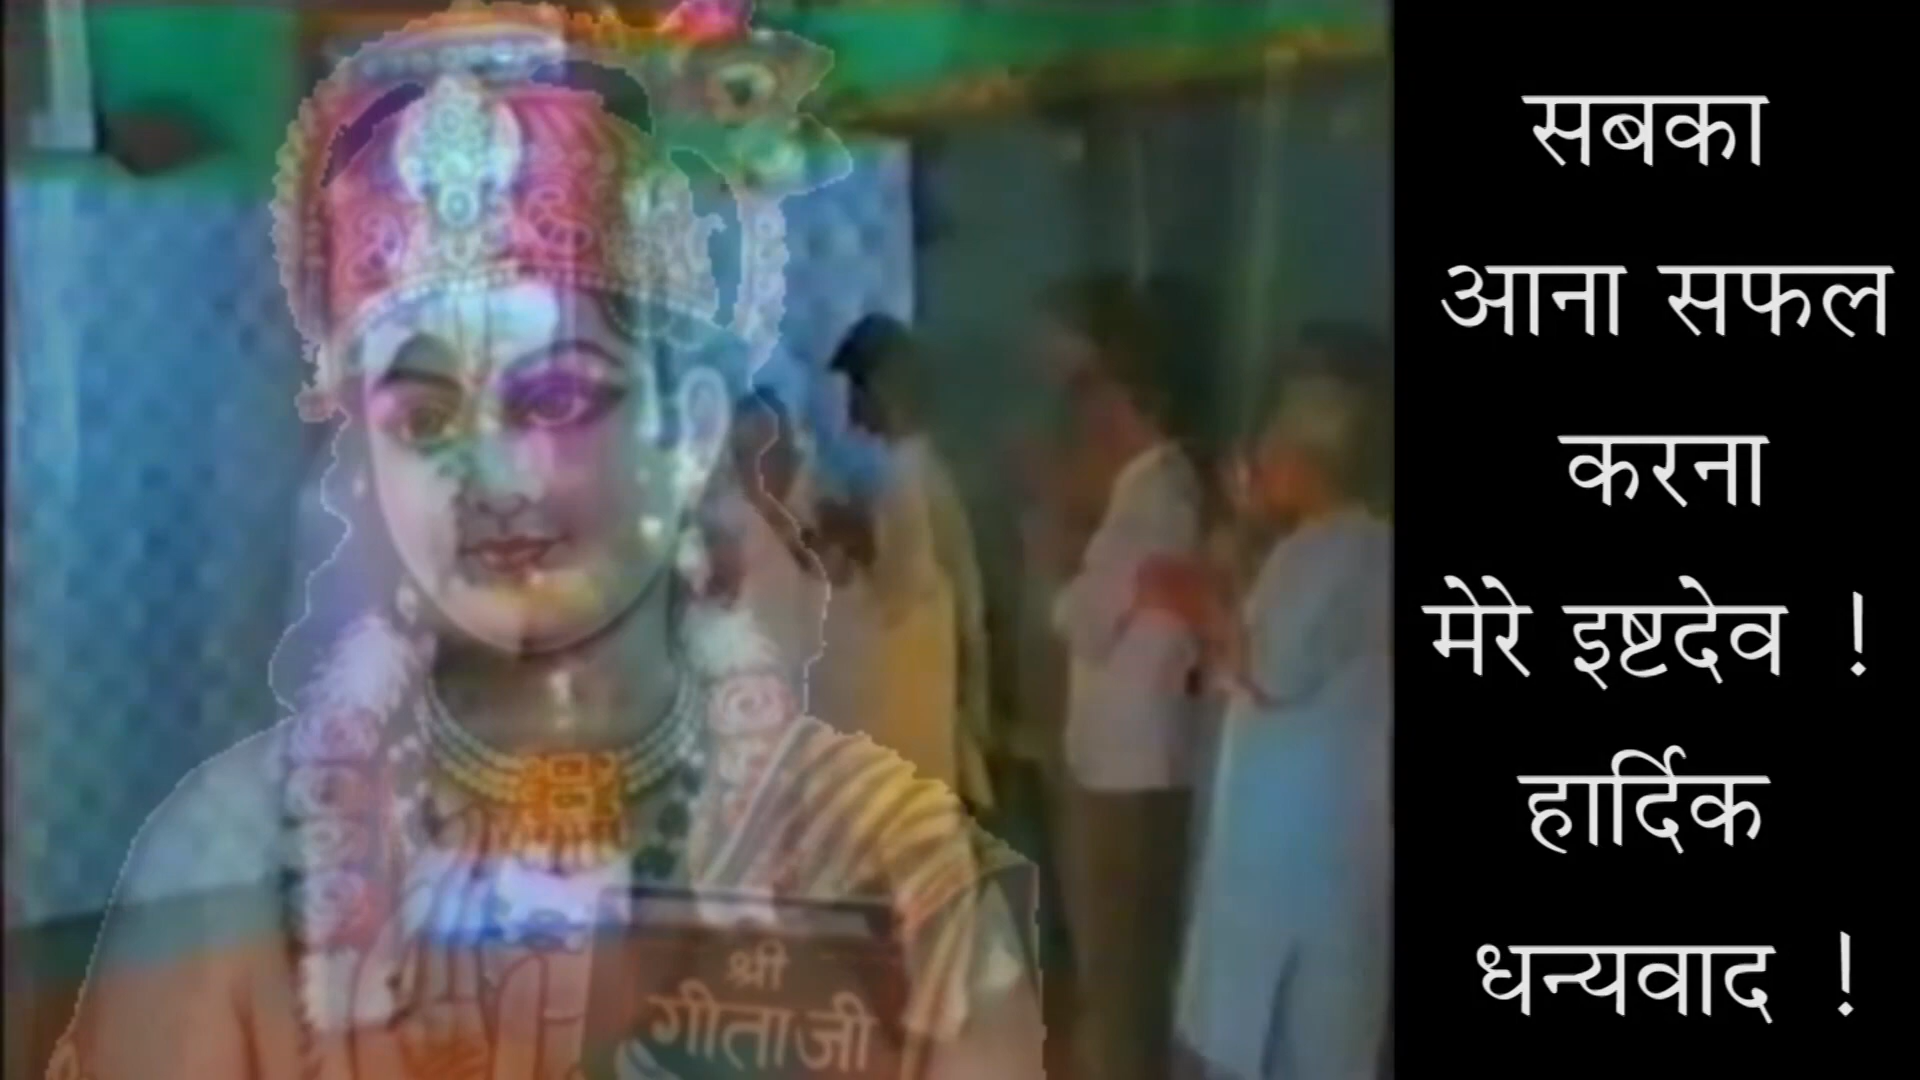 सबका
आना सफल
करना
मेरे इष्टदेव !
हार्दिक
धन्यवाद !
श्री
गीताजी